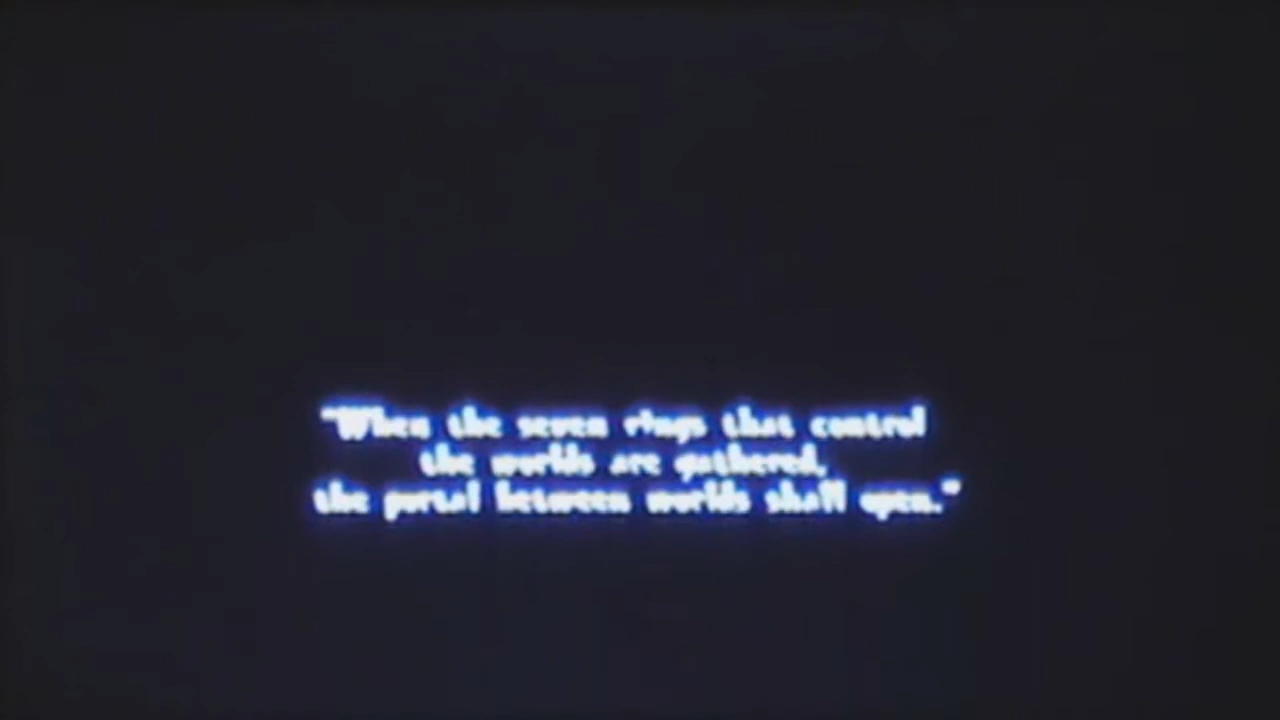 "When the seven rings that control
the worlds are gathered,
the portal between worlds shall open."